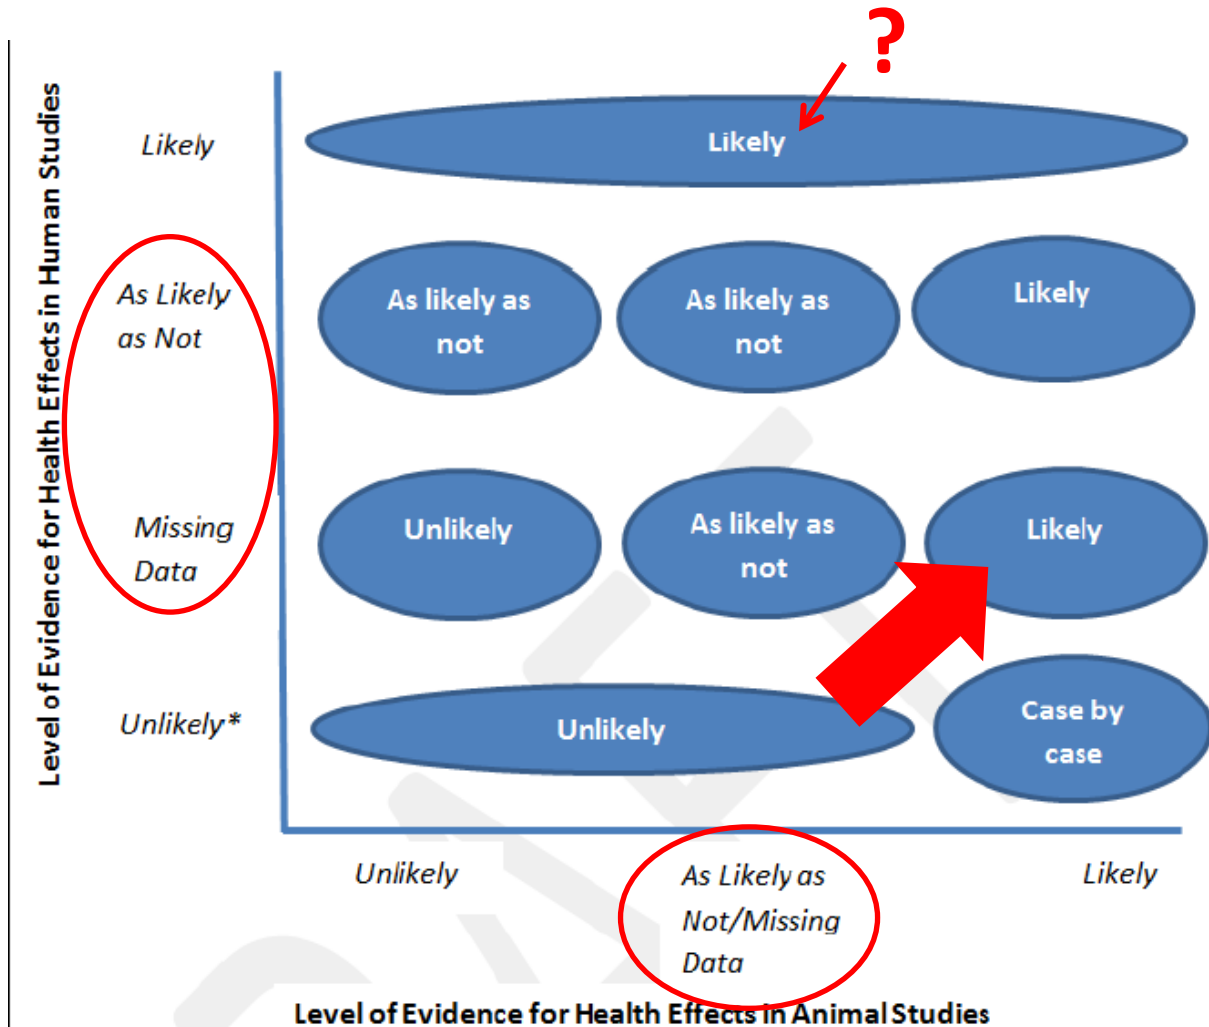 ?
Level of Evidence for Health Effects in Human Studies
Likely
Likely
As Likely
as Not
As likely as
not
As likely as
not
Likely
Missing
Data
Unlikely
As likely as
not
Likely
Unlikely*
Unlikely
Case by
case
Unlikely
As Likely as
Not/Missing
Data
Likely
Level of Evidence for Health Effects in Animal Studies